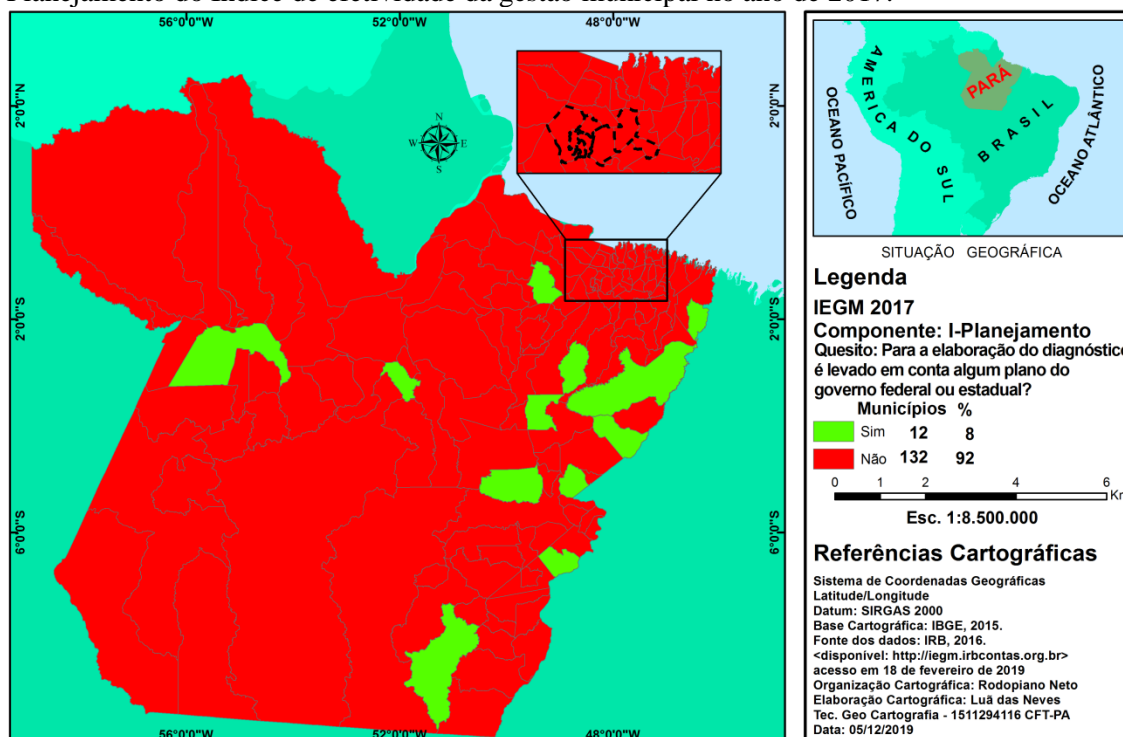 Planejamento do Índice de efetividade da gestão municipal no ano de 2017.
56°0'0"W 52°0'0"W 48°0'0"W
2°0'0"N 2°0'0"N
N
W E
S
2°0'0"S 2°0'0"S
6°0'0"S 6°0'0"S
56°0'0"W 52°0'0"W 48°0'0"W
OCEANO PACÍFICO
AMERICA DO SUL
PARÁ
BRASIL
OCEANO ATLÂNTICO
SITUAÇÃO GEOGRÁFICA
Legenda
IEGM 2017
Componente: I-Planejamento
Quesito: Para a elaboração do diagnóstico
é levado em conta algum plano do
governo federal ou estadual?
Municípios %
Sim 12 8
Não 132 92
0 1 2 4 6
Km
Esc. 1:8.500.000
Referências Cartográficas
Sistema de Coordenadas Geográficas
Latitude/Longitude
Datum: SIRGAS 2000
Base Cartográfica: IBGE, 2015.
Fonte dos dados: IRB, 2016.
<disponível: http://iegm.irbcontas.org.br>
acesso em 18 de fevereiro de 2019
Organização Cartográfica: Rodopiano Neto
Elaboração Cartográfica: Luã das Neves
Tec. Geo Cartografia - 1511294116 CFT-PA
Data: 05/12/2019